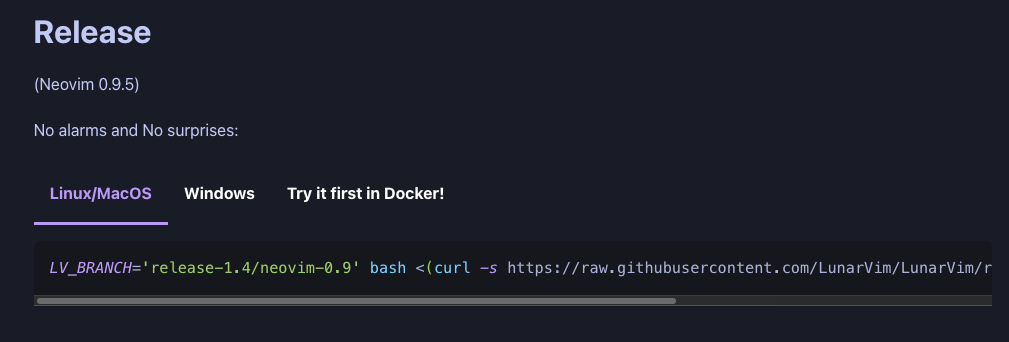 Release
(Neovim 0.9.5)
No alarms and No surprises:
Linux/MacOS Windows Try it first in Docker!
LV_BRANCH='release-1.4/neovim-0.9' bash <(curl -s https://raw.githubusercontent.com/LunarVim/LunarVim/r